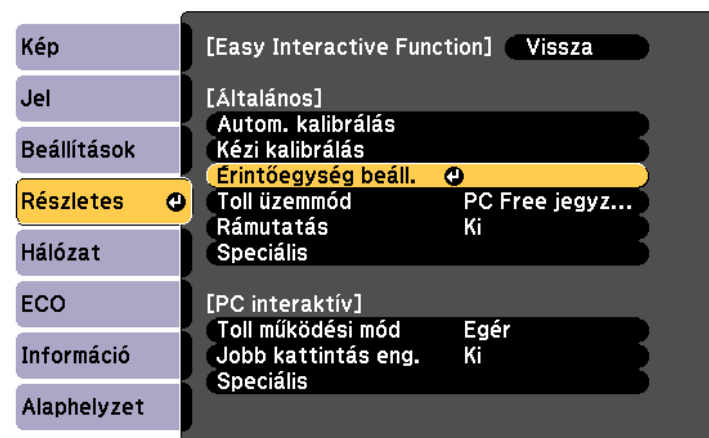 Kép
Jel
Beállítások
Részletes
Hálózat
ECO
Információ
Alaphelyzet
[Easy Interactive Function] Vissza
[Általános]
Autom. kalibrálás
Kézi kalibrálás
Érintőegység beáll.
Toll üzemmód PC Free jegyz...
Rámutatás Ki
Speciális
[PC interaktív]
Toll működési mód Egér
Jobb kattintás eng. Ki
Speciális